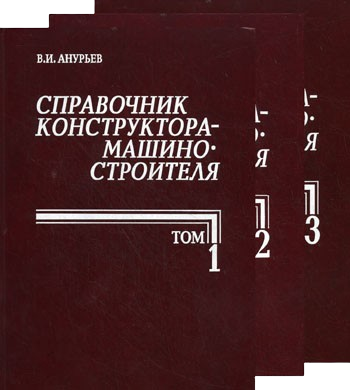 В.И. АНУРЬЕВ
СПРАВОЧНИК
КОНСТРУКТОРА-
МАШИНО-
СТРОИТЕЛЯ
ТОМ 1
А-
О-
Я
2
А-
О-
Я
3